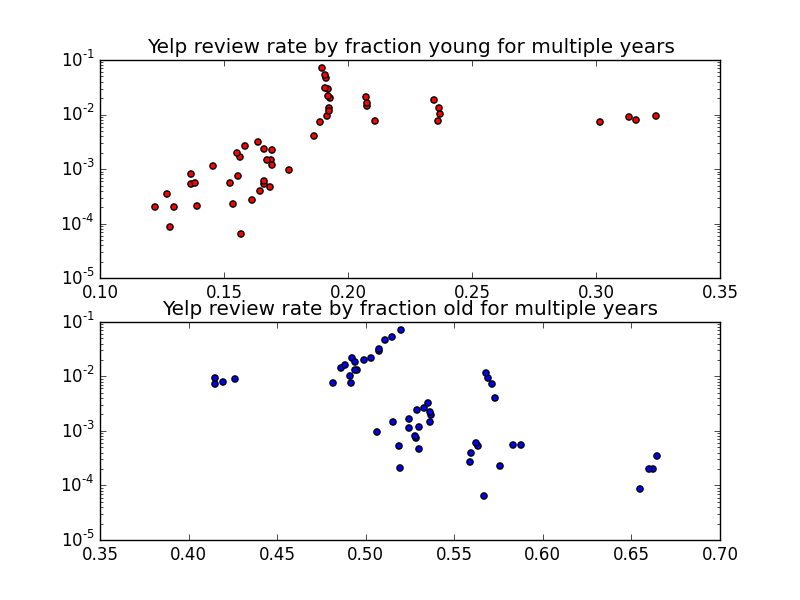 Yelp review rate by fraction young for multiple years
10^-1
10^-2
10^-3
10^-4
10^-5
0.10 0.15 0.20 0.25 0.30 0.35
Yelp review rate by fraction old for multiple years
10^-1
10^-2
10^-3
10^-4
10^-5
0.35 0.40 0.45 0.50 0.55 0.60 0.65 0.70